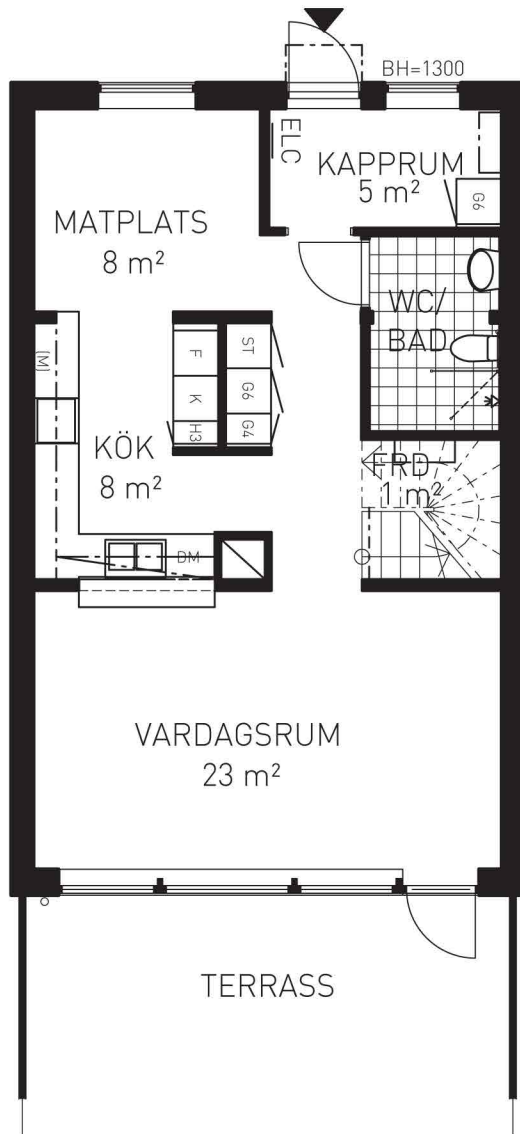 BH=1300
ELC
KAPPRUM
5 m²
G6
MATPLATS
8 m²
WC/
BAD
(M)
F
ST
K
G6
H3
G4
KÖK
8 m²
FRD
1 m²
DM
VARDAGSRUM
23 m²
TERRASS